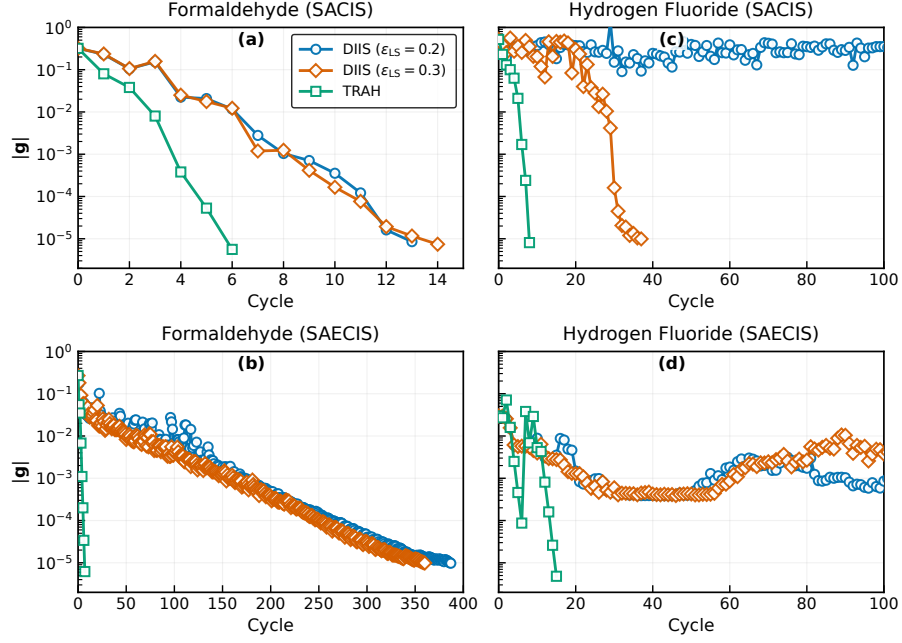 Formaldehyde (SACIS)
(a)
DIIS (ε_LS = 0.2)
DIIS (ε_LS = 0.3)
TRAH
10^0
10^−1
10^−2
10^−3
10^−4
10^−5
|g|
0 2 4 6 8 10 12 14
Cycle
Hydrogen Fluoride (SACIS)
(c)
0 20 40 60 80 100
Cycle
Formaldehyde (SAECIS)
(b)
10^0
10^−1
10^−2
10^−3
10^−4
10^−5
|g|
0 50 100 150 200 250 300 350 400
Cycle
Hydrogen Fluoride (SAECIS)
(d)
0 20 40 60 80 100
Cycle